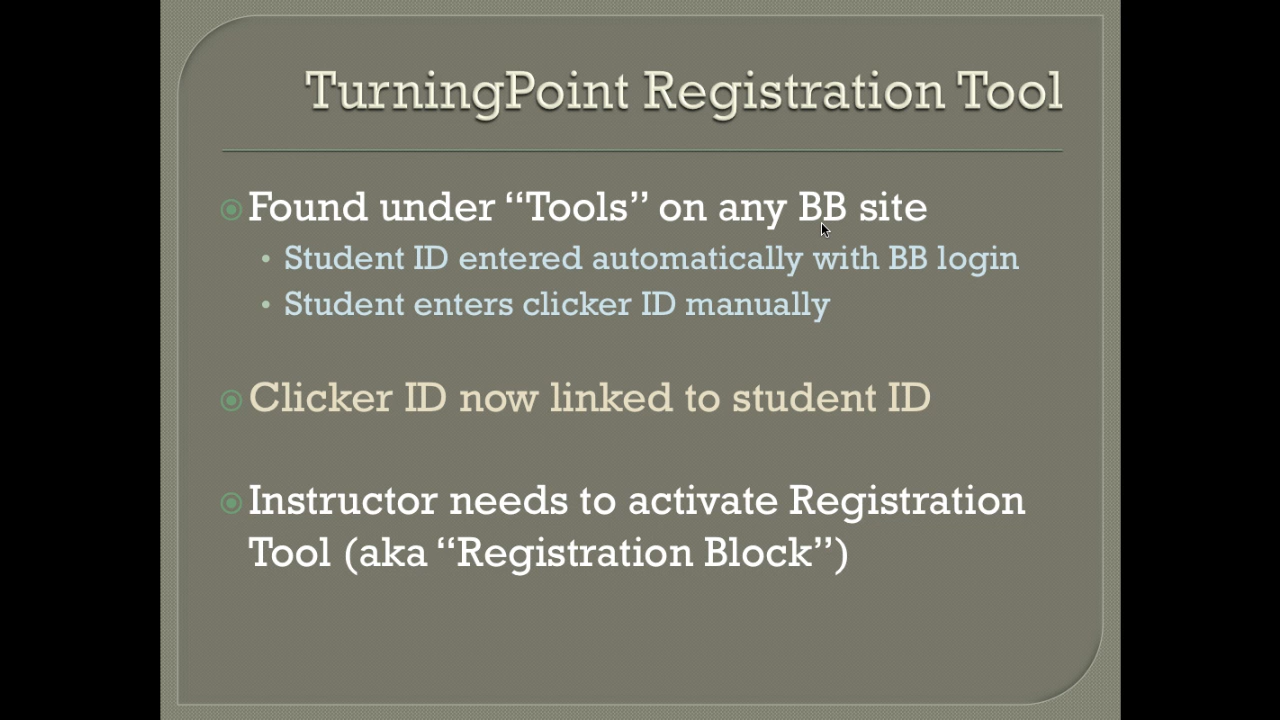 TurningPoint Registration Tool
Found under “Tools” on any BB site
Student ID entered automatically with BB login
Student enters clicker ID manually
Clicker ID now linked to student ID
Instructor needs to activate Registration
Tool (aka “Registration Block”)